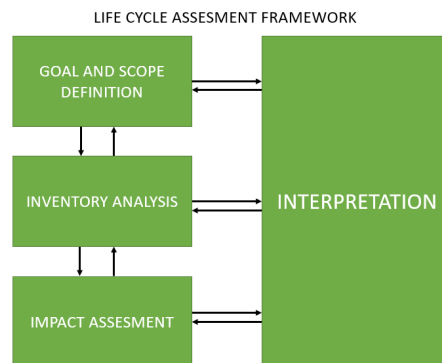 LIFE CYCLE ASSESMENT FRAMEWORK
GOAL AND SCOPE
DEFINITION
INVENTORY ANALYSIS
INTERPRETATION
IMPACT ASSESMENT